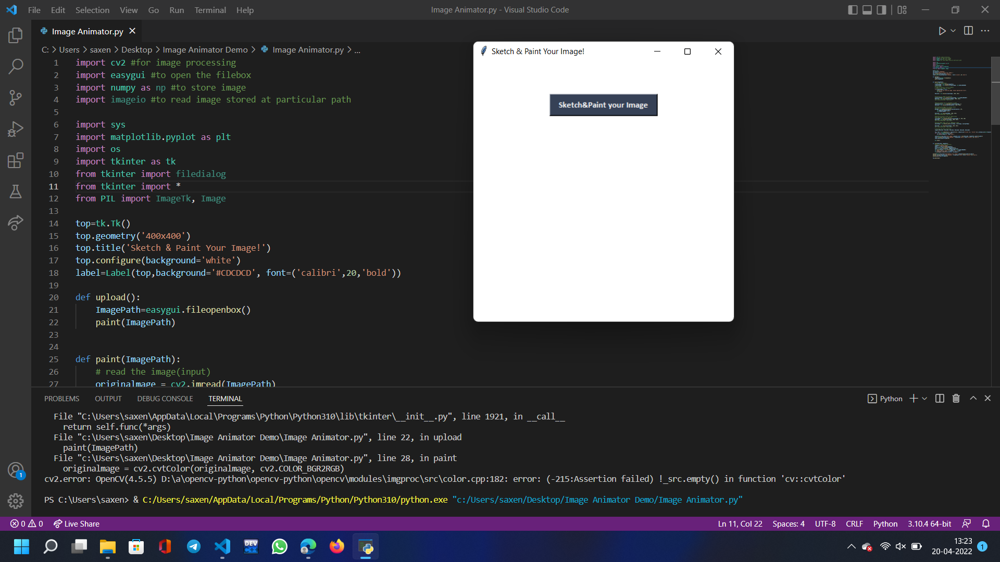 File Edit Selection View Go Run Terminal Help
Image Animator.py - Visual Studio Code
Image Animator.py
C: > Users > saxen > Desktop > Image Animator Demo > Image Animator.py > ...
1 import cv2 #for image processing
2 import easygui #to open the filebox
3 import numpy as np #to store image
4 import imageio #to read image stored at particular path
5
6 import sys
7 import matplotlib.pyplot as plt
8 import os
9 import tkinter as tk
10 from tkinter import filedialog
11 from tkinter import *
12 from PIL import ImageTk, Image
13
14 top=tk.Tk()
15 top.geometry('400x400')
16 top.title('Sketch & Paint Your Image!')
17 top.configure(background='white')
18 label=Label(top,background='#CDCDCD', font=('calibri',20,'bold'))
19
20 def upload():
21 ImagePath=easygui.fileopenbox()
22 paint(ImagePath)
23
24
25 def paint(ImagePath):
26 # read the image(input)
27 originalmage = cv2.imread(ImagePath)
Sketch & Paint Your Image!
Sketch&Paint your Image
PROBLEMS OUTPUT DEBUG CONSOLE TERMINAL
Python
File "C:\Users\saxen\AppData\Local\Programs\Python\Python310\lib\tkinter\__init__.py", line 1921, in __call__
return self.func(*args)
File "c:\Users\saxen\Desktop\Image Animator Demo\Image Animator.py", line 22, in upload
paint(ImagePath)
File "c:\Users\saxen\Desktop\Image Animator Demo\Image Animator.py", line 28, in paint
originalmage = cv2.cvtColor(originalmage, cv2.COLOR_BGR2RGB)
cv2.error: OpenCV(4.5.5) D:\a\opencv-python\opencv-python\opencv\modules\imgproc\src\color.cpp:182: error: (-215:Assertion failed) !_src.empty() in function 'cv::cvtColor'
PS C:\Users\saxen> & C:/Users/saxen/AppData/Local/Programs/Python/Python310/python.exe "c:/Users/saxen/Desktop/Image Animator Demo/Image Animator.py"
1
0 0 Live Share
Ln 11, Col 22 Spaces: 4 UTF-8 CRLF Python 3.10.4 64-bit
DEV C++
13:23
20-04-2022
1